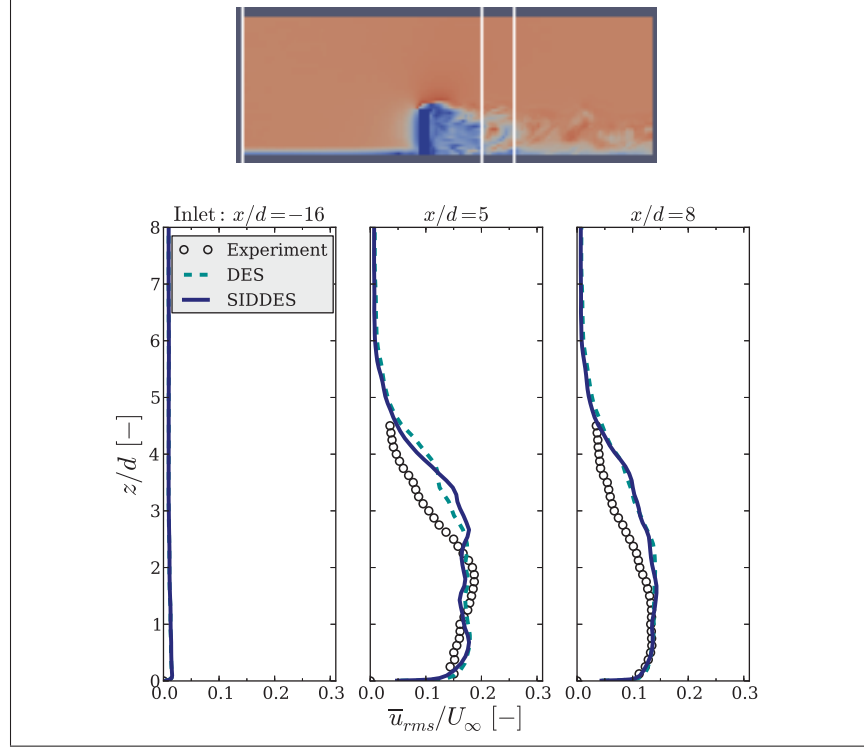 Inlet: x/d=−16
x/d=5
x/d=8
8
7
6
5
4
3
2
1
0
z/d [−]
Experiment
DES
SIDDES
0.0 0.1 0.2 0.3
0.0 0.1 0.2 0.3
0.0 0.1 0.2 0.3
u̅rms/U∞ [−]